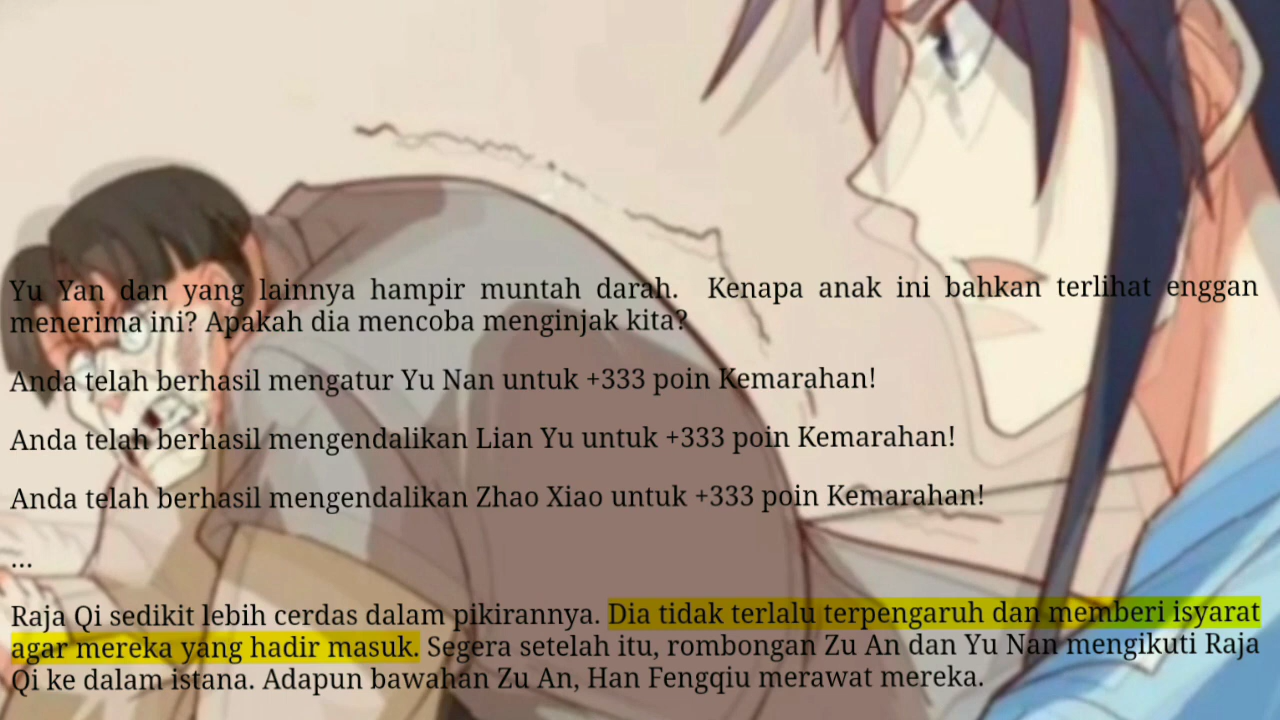 Yu Yan dan yang lainnya hampir muntah darah. Kenapa anak ini bahkan terlihat enggan
menerima ini? Apakah dia mencoba menginjak kita?
Anda telah berhasil mengatur Yu Nan untuk +333 poin Kemarahan!
Anda telah berhasil mengendalikan Lian Yu untuk +333 poin Kemarahan!
Anda telah berhasil mengendalikan Zhao Xiao untuk +333 poin Kemarahan!
...
Raja Qi sedikit lebih cerdas dalam pikirannya. Dia tidak terlalu terpengaruh dan memberi isyarat
agar mereka yang hadir masuk. Segera setelah itu, rombongan Zu An dan Yu Nan mengikuti Raja
Qi ke dalam istana. Adapun bawahan Zu An, Han Fengqiu merawat mereka.